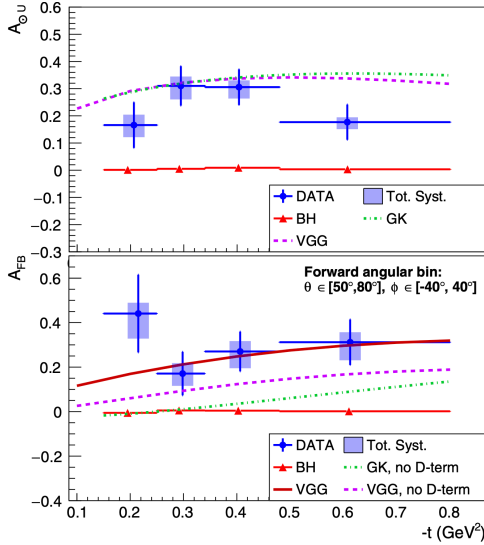 A⊙U
0.6
0.5
0.4
0.3
0.2
0.1
0
−0.1
−0.2
−0.3
DATA Tot. Syst.
BH GK
VGG
A_FB
Forward angular bin:
θ ∈ [50°,80°], ϕ ∈ [-40°, 40°]
0.6
0.4
0.2
0
−0.2
−0.4
DATA Tot. Syst.
BH GK, no D-term
VGG VGG, no D-term
0.1 0.2 0.3 0.4 0.5 0.6 0.7 0.8
-t (GeV²)